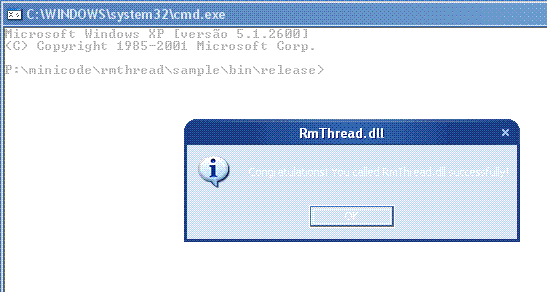 C:\WINDOWS\system32\cmd.exe
Microsoft Windows XP [versão 5.1.2600]
(C) Copyright 1985-2001 Microsoft Corp.
P:\minicode\rmthread\sample\bin\release>
RmThread.dll
Congratulations! You called RmThread.dll successfully!
OK